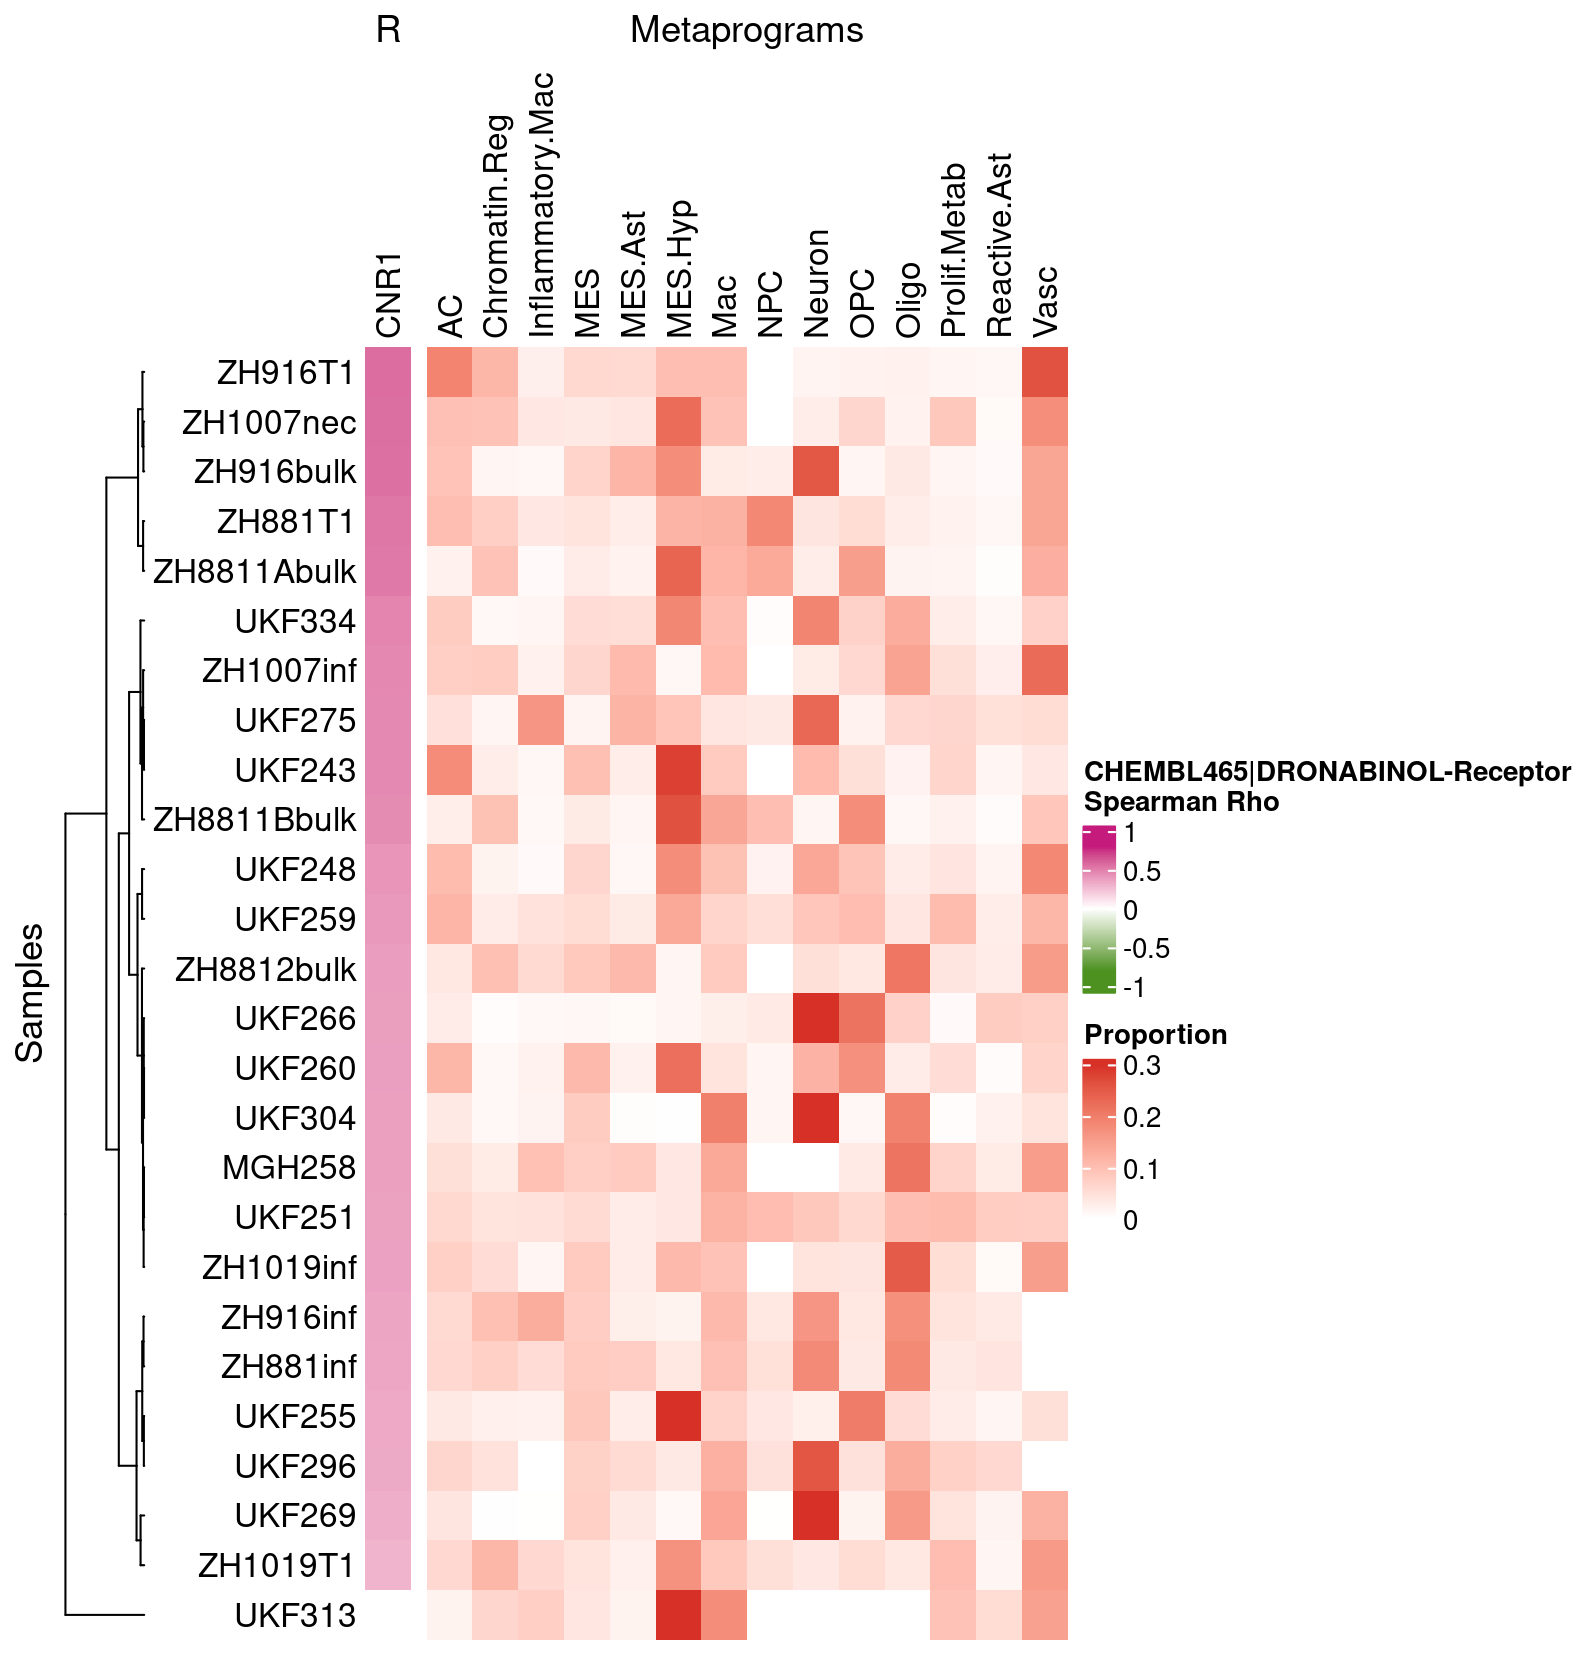 R
Metaprograms
CNR1
AC
Chromatin.Reg
Inflammatory.Mac
MES
MES.Ast
MES.Hyp
Mac
NPC
Neuron
OPC
Oligo
Prolif.Metab
Reactive.Ast
Vasc
Samples
ZH916T1
ZH1007nec
ZH916bulk
ZH881T1
ZH8811Abulk
UKF334
ZH1007inf
UKF275
UKF243
ZH8811Bbulk
UKF248
UKF259
ZH8812bulk
UKF266
UKF260
UKF304
MGH258
UKF251
ZH1019inf
ZH916inf
ZH881inf
UKF255
UKF296
UKF269
ZH1019T1
UKF313
CHEMBL465|DRONABINOL-Receptor
Spearman Rho
1
0.5
0
-0.5
-1
Proportion
0.3
0.2
0.1
0